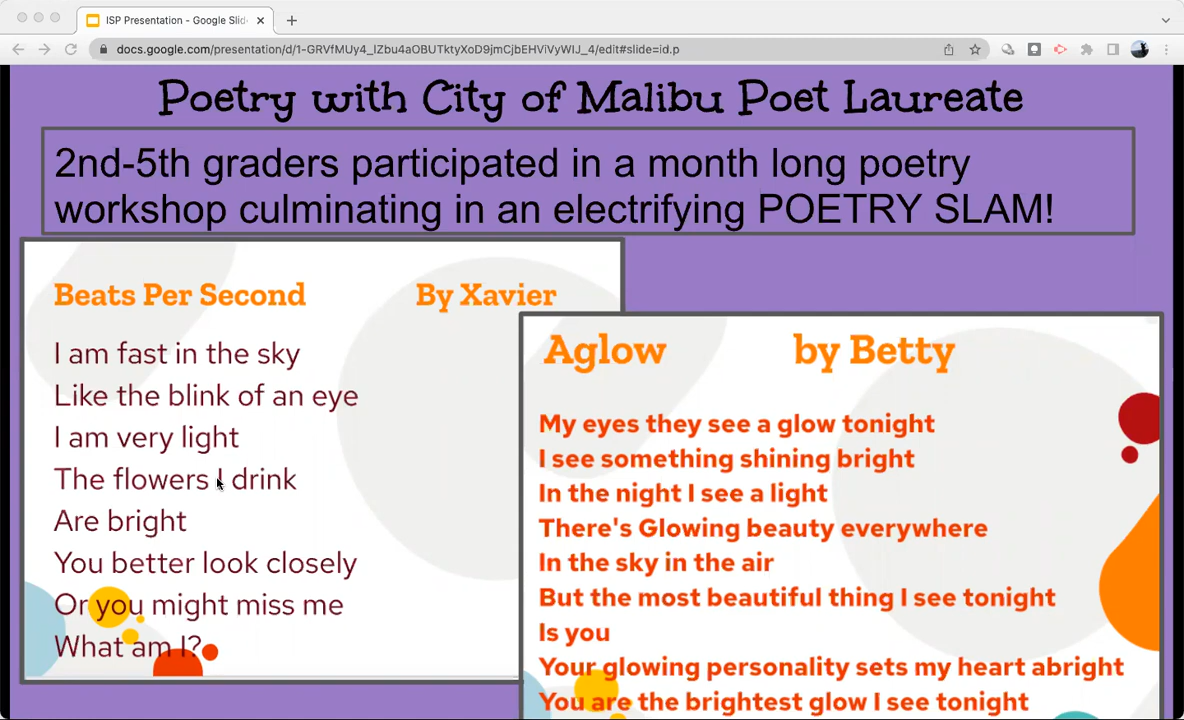 ISP Presentation - Google Slid
docs.google.com/presentation/d/1-GRVfMUy4_IZbu4aOBUTktyXoD9jmCjbEHViVyWIJ_4/edit#slide=id.p
Poetry with City of Malibu Poet Laureate
2nd-5th graders participated in a month long poetry
workshop culminating in an electrifying POETRY SLAM!
Beats Per Second By Xavier
I am fast in the sky
Like the blink of an eye
I am very light
The flowers I drink
Are bright
You better look closely
Or you might miss me
What am I?
Aglow by Betty
My eyes they see a glow tonight
I see something shining bright
In the night I see a light
There's Glowing beauty everywhere
In the sky in the air
But the most beautiful thing I see tonight
Is you
Your glowing personality sets my heart abright
You are the brightest glow I see tonight